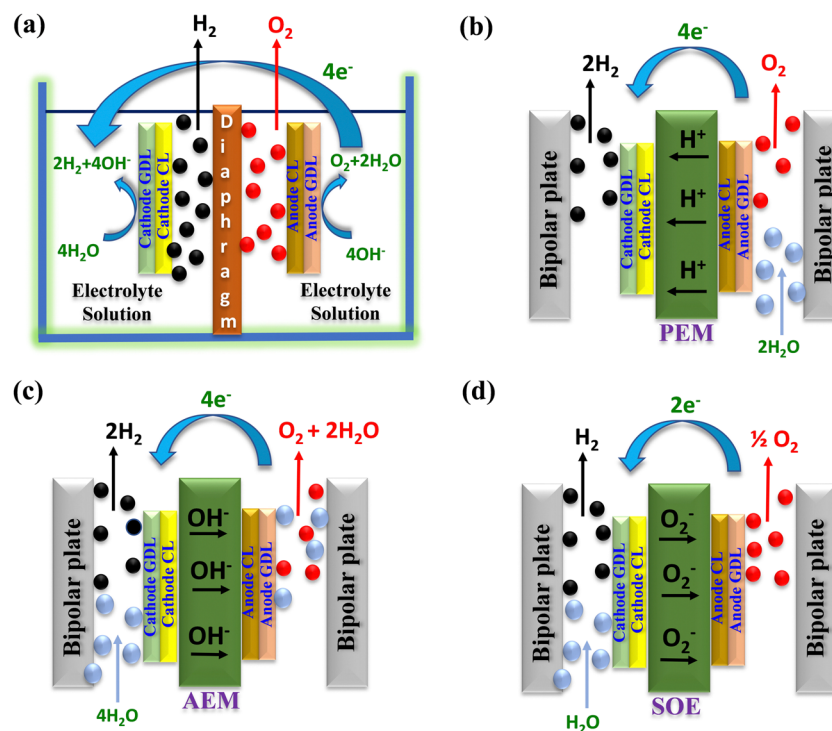 (a)
H₂
O₂
4e⁻
Diaphragm
2H₂+4OH⁻
4H₂O
Cathode GDL
Cathode CL
Anode CL
Anode GDL
O₂+2H₂O
4OH⁻
Electrolyte
Solution
Electrolyte
Solution
(b)
4e⁻
2H₂
O₂
Bipolar plate
Cathode GDL
Cathode CL
H⁺
H⁺
H⁺
Anode CL
Anode GDL
Bipolar plate
PEM
2H₂O
(c)
4e⁻
2H₂
O₂ + 2H₂O
Bipolar plate
Cathode GDL
Cathode CL
OH⁻
OH⁻
OH⁻
Anode CL
Anode GDL
Bipolar plate
4H₂O
AEM
(d)
2e⁻
H₂
½ O₂
Bipolar plate
Cathode GDL
Cathode CL
O₂⁻
O₂⁻
O₂⁻
Anode CL
Anode GDL
Bipolar plate
H₂O
SOE